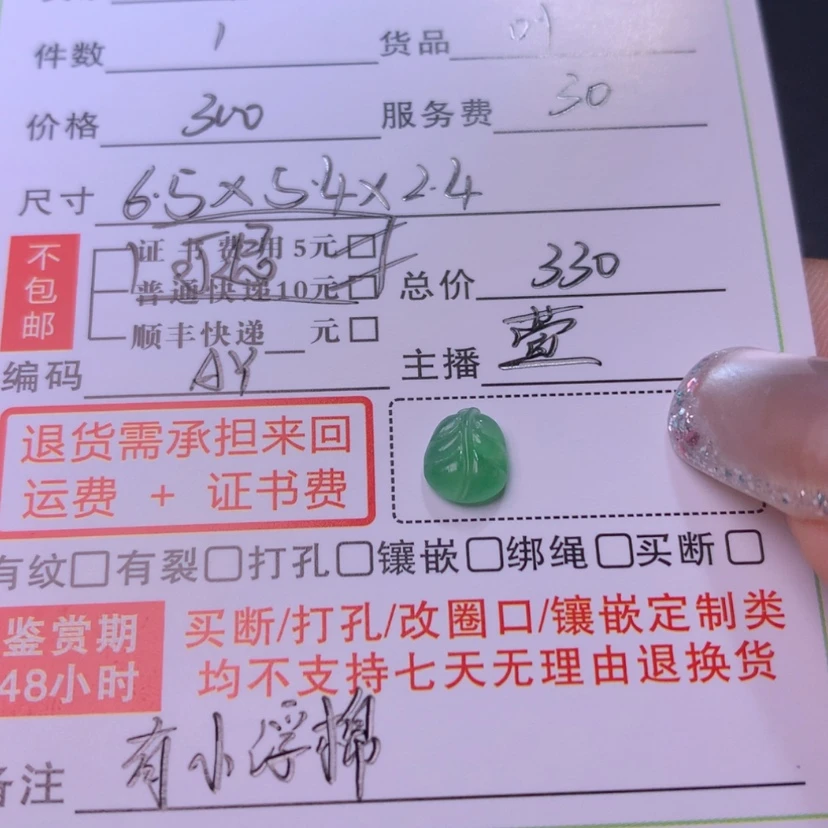 件数 1 货品 叶
价格 300 服务费 30
尺寸 6.5×5.4×2.4
不包邮
证书费用5元
普通快递10元
顺丰快递 元
总价 330
编码 AY 主播 萱
退货需承担来回
运费 + 证书费
有纹 有裂 打孔 镶嵌 绑绳 买断
鉴赏期
48小时
买断/打孔/改圈口/镶嵌定制类
均不支持七天无理由退换货
备注 有小浮棉